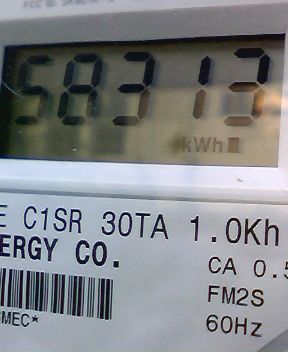 58313
kWh
E C1SR 30TA 1.0Kh
ERGY CO.
CA 0.5
FM2S
MEC*
60Hz